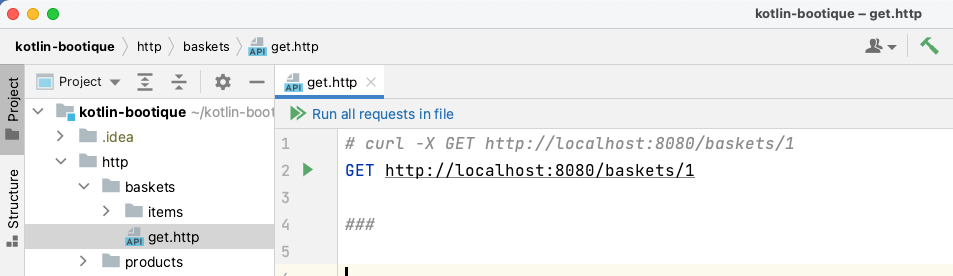 kotlin-bootique – get.http
kotlin-bootique http baskets API get.http
Project
Structure
Project
kotlin-bootique ~/kotlin-boot
.idea
http
baskets
items
API get.http
products
API get.http
Run all requests in file
1 # curl -X GET http://localhost:8080/baskets/1
2 GET http://localhost:8080/baskets/1
3
4 ###
5